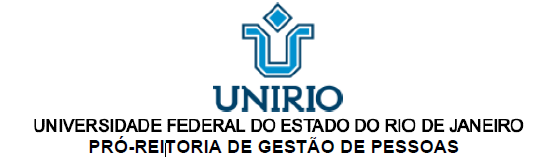 UNIRIO
UNIVERSIDADE FEDERAL DO ESTADO DO RIO DE JANEIRO
PRÓ-REITORIA DE GESTÃO DE PESSOAS